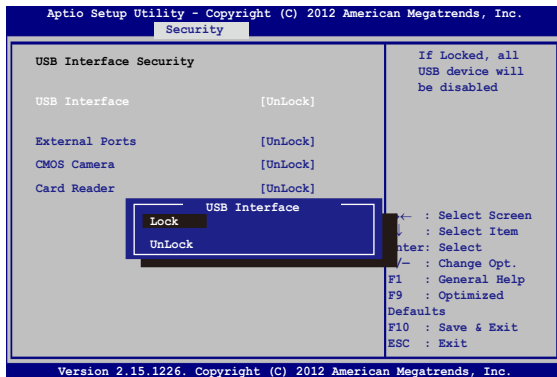 Aptio Setup Utility - Copyright (C) 2012 American Megatrends, Inc.
Security
USB Interface Security
USB Interface [UnLock]
External Ports [UnLock]
CMOS Camera [UnLock]
Card Reader [UnLock]
USB Interface
Lock
UnLock
If Locked, all
USB device will
be disabled
← : Select Screen
↓ : Select Item
nter: Select
/— : Change Opt.
F1 : General Help
F9 : Optimized
Defaults
F10 : Save & Exit
ESC : Exit
Version 2.15.1226. Copyright (C) 2012 American Megatrends, Inc.